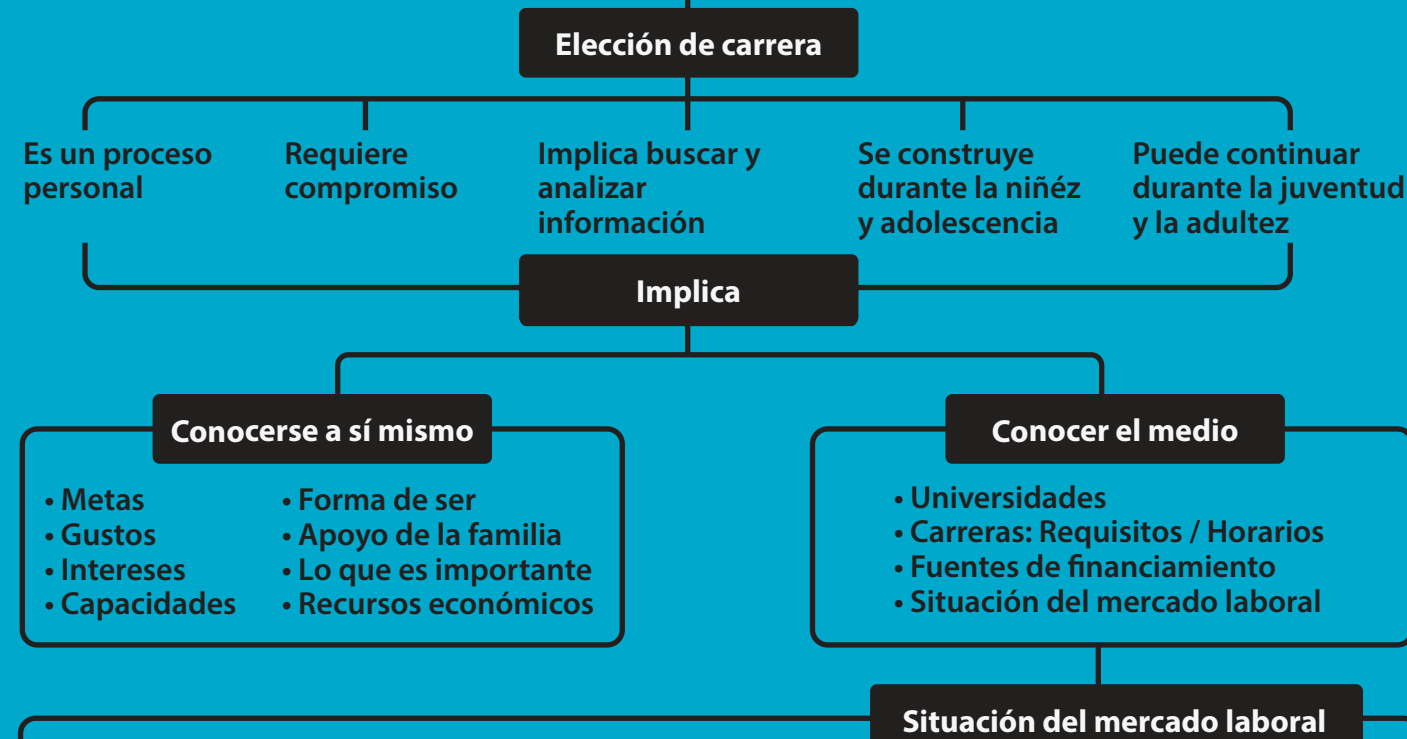 Elección de carrera
Es un proceso
personal
Requiere
compromiso
Implica buscar y
analizar
información
Se construye
durante la niñéz
y adolescencia
Puede continuar
durante la juventud
y la adultez
Implica
Conocerse a sí mismo
• Metas
• Gustos
• Intereses
• Capacidades
• Forma de ser
• Apoyo de la familia
• Lo que es importante
• Recursos económicos
Conocer el medio
• Universidades
• Carreras: Requisitos / Horarios
• Fuentes de financiamiento
• Situación del mercado laboral
Situación del mercado laboral